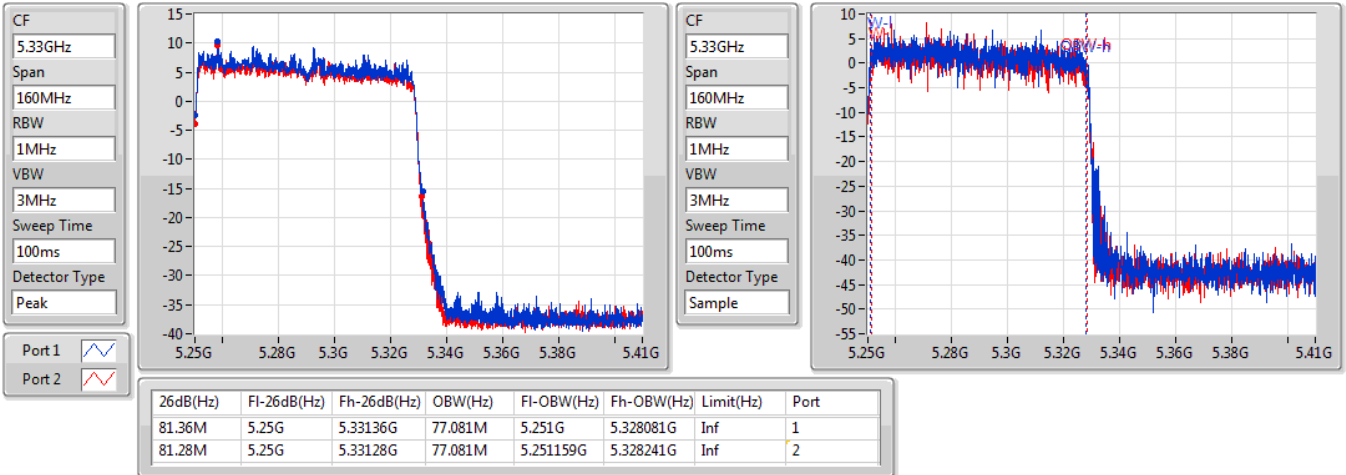 CF
5.33GHz
Span
160MHz
RBW
1MHz
VBW
3MHz
Sweep Time
100ms
Detector Type
Peak
Port 1
Port 2
15
10
5
0
-5
-10
-15
-20
-25
-30
-35
-40
5.25G 5.28G 5.3G 5.32G 5.34G 5.36G 5.38G 5.41G
CF
5.33GHz
Span
160MHz
RBW
1MHz
VBW
3MHz
Sweep Time
100ms
Detector Type
Sample
10
5
0
-5
-10
-15
-20
-25
-30
-35
-40
-45
-50
-55
W-l
OBW-h
5.25G 5.28G 5.3G 5.32G 5.34G 5.36G 5.38G 5.41G
26dB(Hz) Fl-26dB(Hz) Fh-26dB(Hz) OBW(Hz) Fl-OBW(Hz) Fh-OBW(Hz) Limit(Hz) Port
81.36M 5.25G 5.33136G 77.081M 5.251G 5.328081G Inf 1
81.28M 5.25G 5.33128G 77.081M 5.251159G 5.328241G Inf 2